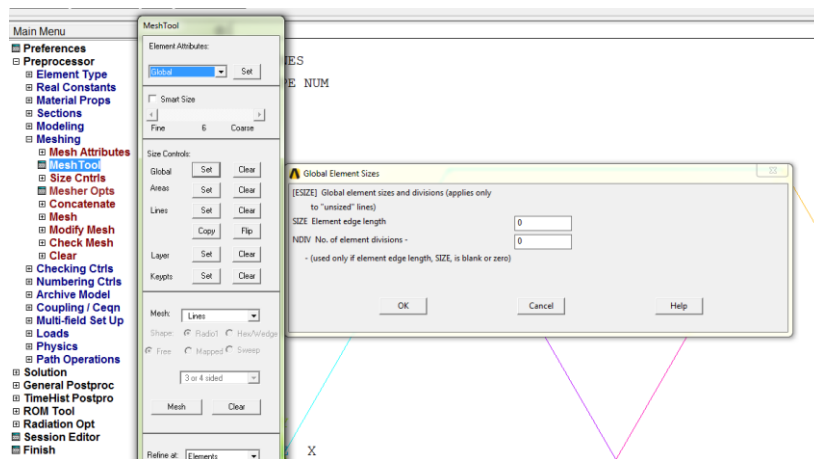 Main Menu
Preferences
Preprocessor
Element Type
Real Constants
Material Props
Sections
Modeling
Meshing
Mesh Attributes
MeshTool
Size Cntrls
Mesher Opts
Concatenate
Mesh
Modify Mesh
Check Mesh
Clear
Checking Ctrls
Numbering Ctrls
Archive Model
Coupling / Ceqn
Multi-field Set Up
Loads
Physics
Path Operations
Solution
General Postproc
TimeHist Postpro
ROM Tool
Radiation Opt
Session Editor
Finish
MeshTool
Element Attributes:
Global Set
Smart Size
Fine 6 Coarse
Size Controls:
Global Set Clear
Areas Set Clear
Lines Set Clear
Copy Flip
Layer Set Clear
Keypts Set Clear
Mesh: Lines
Shape: Radio1 Hex/Wedge
Free Mapped Sweep
3 or 4 sided
Mesh Clear
Refine at: Elements
ES
E NUM
Global Element Sizes
[ESIZE] Global element sizes and divisions (applies only
to "unsized" lines)
SIZE Element edge length 0
NDIV No. of element divisions - 0
- (used only if element edge length, SIZE, is blank or zero)
OK Cancel Help
X